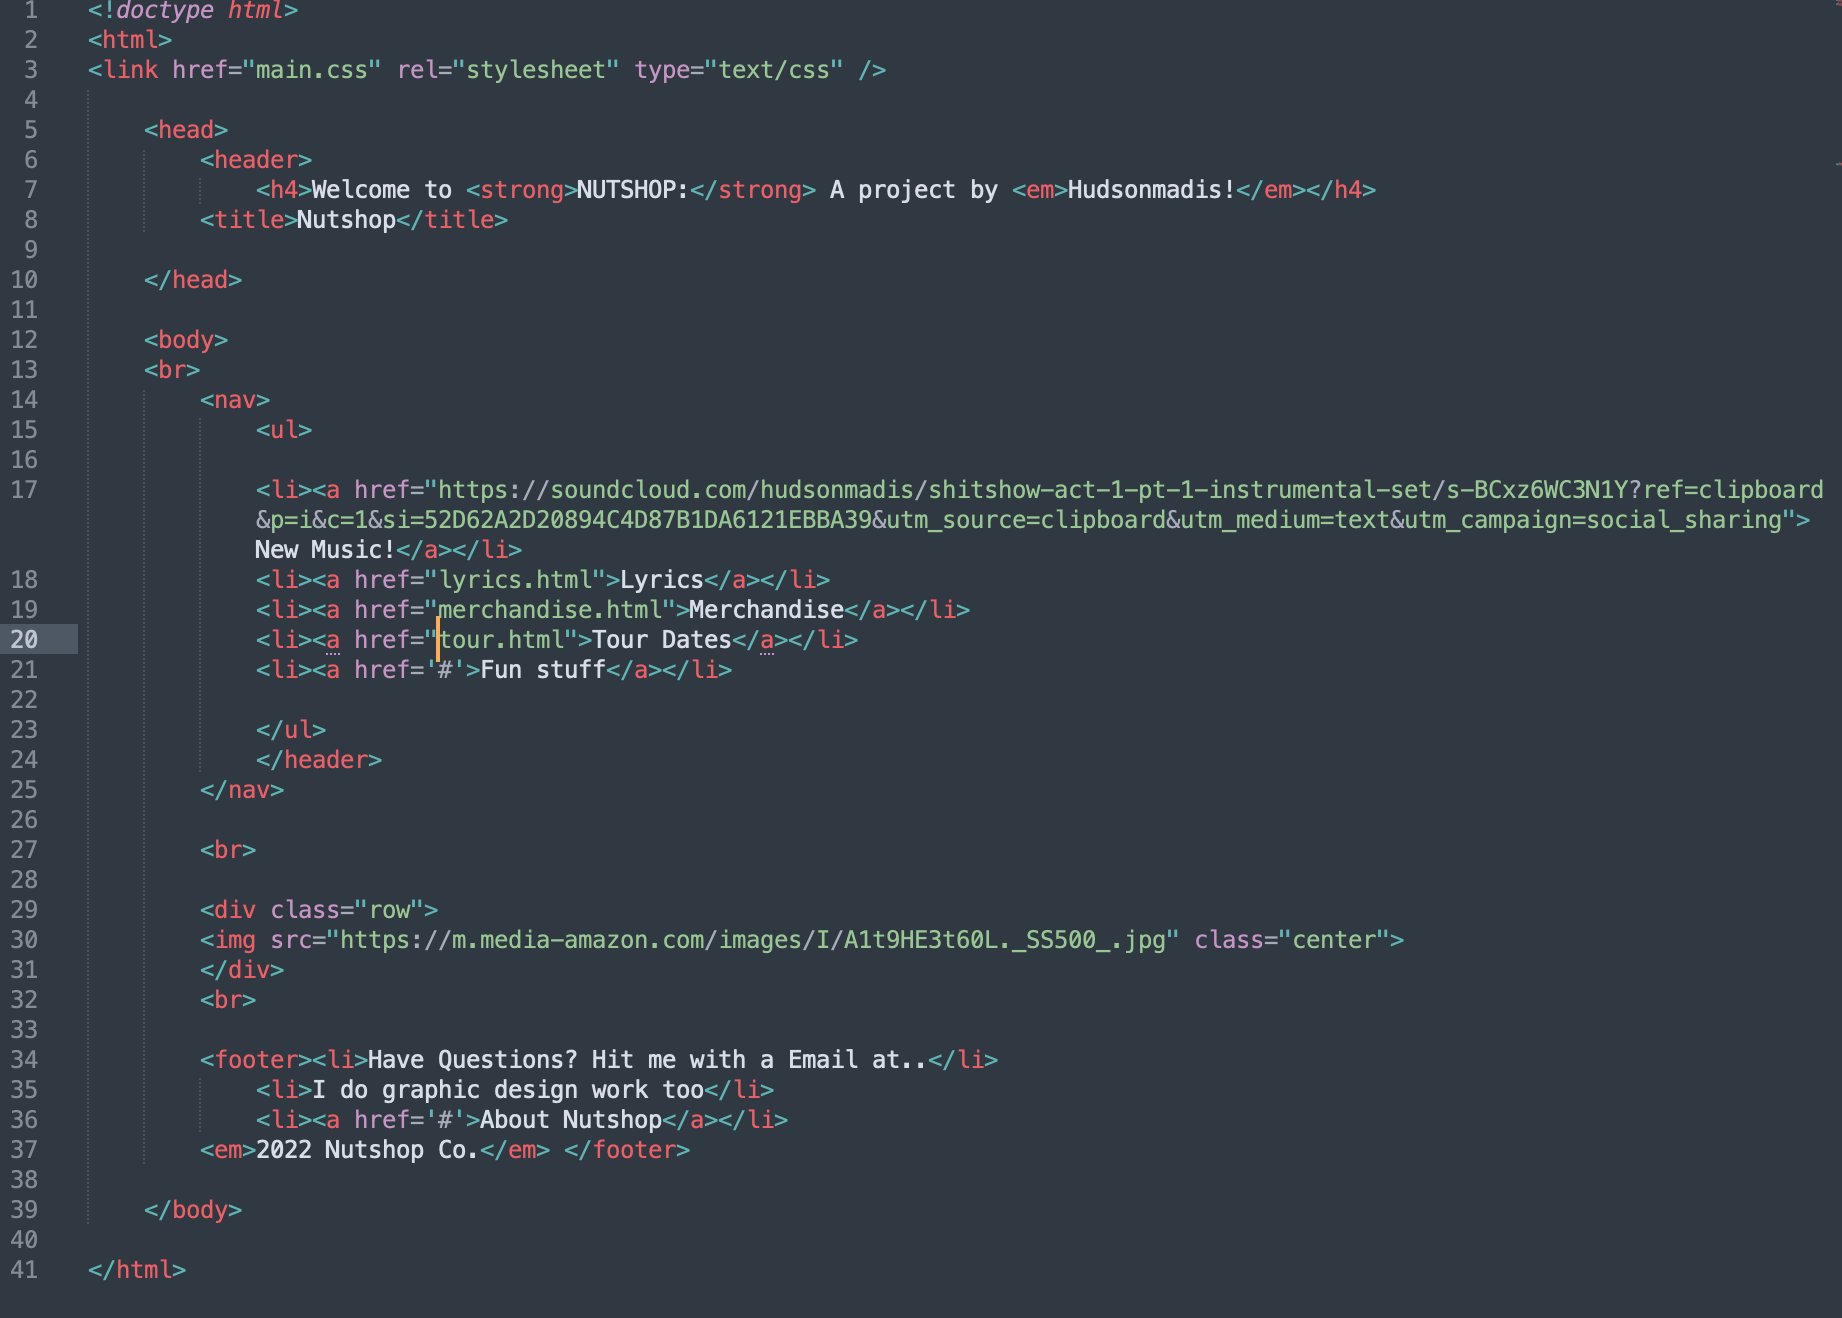 1 <!doctype html>
2 <html>
3 <link href="main.css" rel="stylesheet" type="text/css" />
4
5 <head>
6 <header>
7 <h4>Welcome to <strong>NUTSHOP:</strong> A project by <em>Hudsonmadis!</em></h4>
8 <title>Nutshop</title>
9
10 </head>
11
12 <body>
13 <br>
14 <nav>
15 <ul>
16
17 <li><a href="https://soundcloud.com/hudsonmadis/shitshow-act-1-pt-1-instrumental-set/s-BCxz6WC3N1Y?ref=clipboard
&p=i&c=1&si=52D62A2D20894C4D87B1DA6121EBBA39&utm_source=clipboard&utm_medium=text&utm_campaign=social_sharing">
New Music!</a></li>
18 <li><a href="lyrics.html">Lyrics</a></li>
19 <li><a href="merchandise.html">Merchandise</a></li>
20 <li><a href="tour.html">Tour Dates</a></li>
21 <li><a href='#'>Fun stuff</a></li>
22
23 </ul>
24 </header>
25 </nav>
26
27 <br>
28
29 <div class="row">
30 <img src="https://m.media-amazon.com/images/I/A1t9HE3t60L._SS500_.jpg" class="center">
31 </div>
32 <br>
33
34 <footer><li>Have Questions? Hit me with a Email at..</li>
35 <li>I do graphic design work too</li>
36 <li><a href='#'>About Nutshop</a></li>
37 <em>2022 Nutshop Co.</em> </footer>
38
39 </body>
40
41 </html>